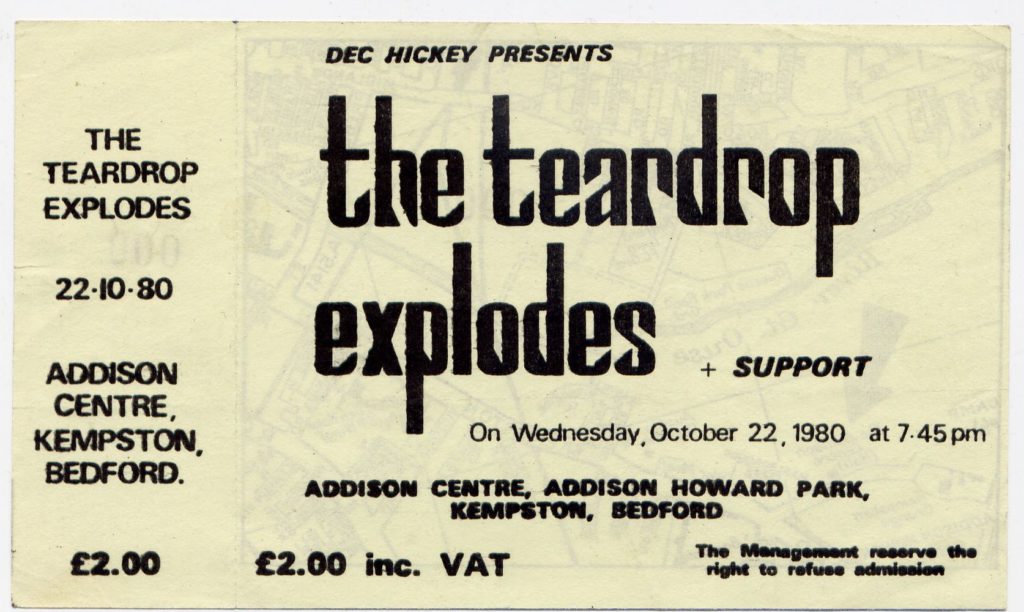 THE
TEARDROP
EXPLODES
22·10·80
ADDISON
CENTRE,
KEMPSTON,
BEDFORD.
£2.00
DEC HICKEY PRESENTS
the teardrop
explodes
+ SUPPORT
On Wednesday, October 22, 1980 at 7·45pm
ADDISON CENTRE, ADDISON HOWARD PARK,
KEMPSTON, BEDFORD
£2.00 inc. VAT
The Management reserve the
right to refuse admission